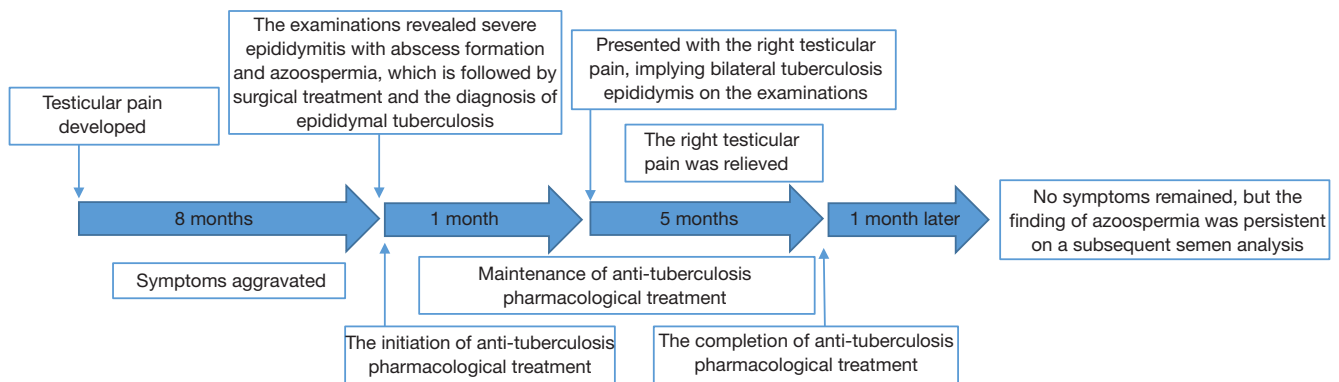 Testicular pain
developed
The examinations revealed severe
epididymitis with abscess formation
and azoospermia, which is followed by
surgical treatment and the diagnosis of
epididymal tuberculosis
Presented with the right testicular
pain, implying bilateral tuberculosis
epididymis on the examinations
The right testicular
pain was relieved
8 months
1 month
5 months
1 month later
No symptoms remained, but the
finding of azoospermia was persistent
on a subsequent semen analysis
Symptoms aggravated
Maintenance of anti-tuberculosis
pharmacological treatment
The initiation of anti-tuberculosis
pharmacological treatment
The completion of anti-tuberculosis
pharmacological treatment